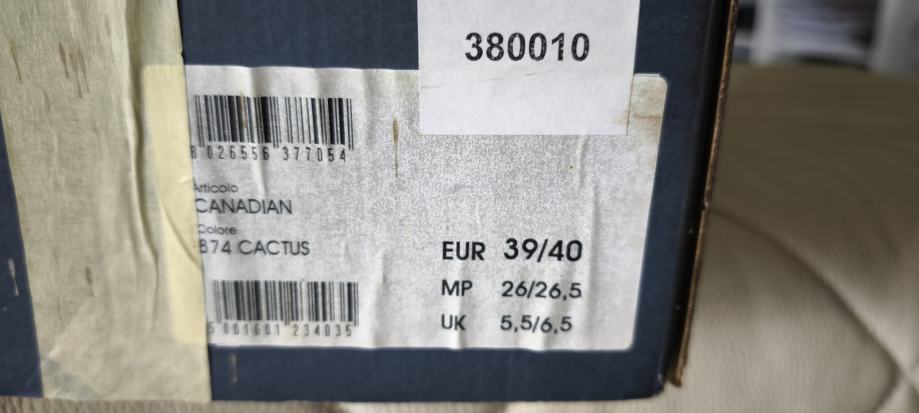 380010
8 026556 377054
Articolo
CANADIAN
Colore
874 CACTUS
EUR 39/40
MP 26/26,5
UK 5,5/6,5
5 001601 234035